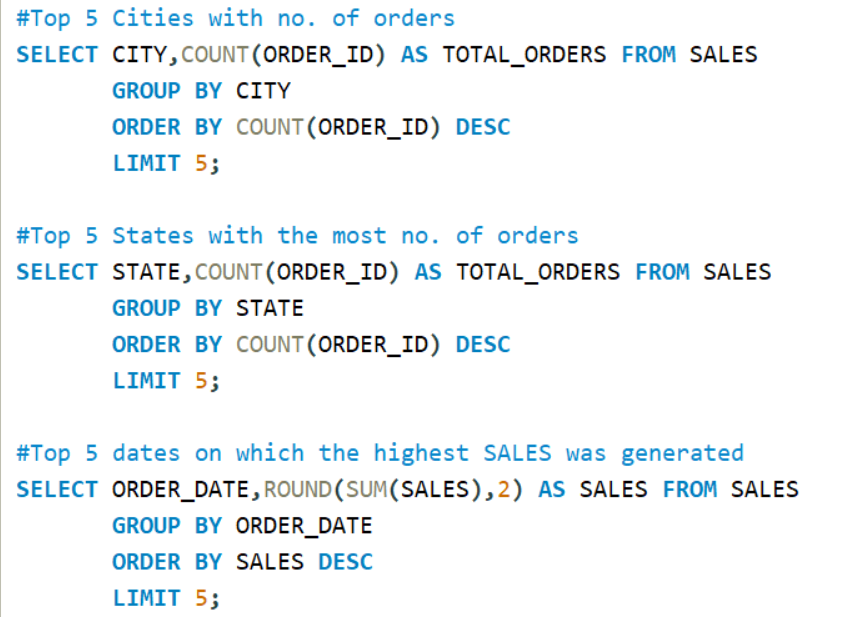 #Top 5 Cities with no. of orders
SELECT CITY,COUNT(ORDER_ID) AS TOTAL_ORDERS FROM SALES
GROUP BY CITY
ORDER BY COUNT(ORDER_ID) DESC
LIMIT 5;
#Top 5 States with the most no. of orders
SELECT STATE,COUNT(ORDER_ID) AS TOTAL_ORDERS FROM SALES
GROUP BY STATE
ORDER BY COUNT(ORDER_ID) DESC
LIMIT 5;
#Top 5 dates on which the highest SALES was generated
SELECT ORDER_DATE,ROUND(SUM(SALES),2) AS SALES FROM SALES
GROUP BY ORDER_DATE
ORDER BY SALES DESC
LIMIT 5;